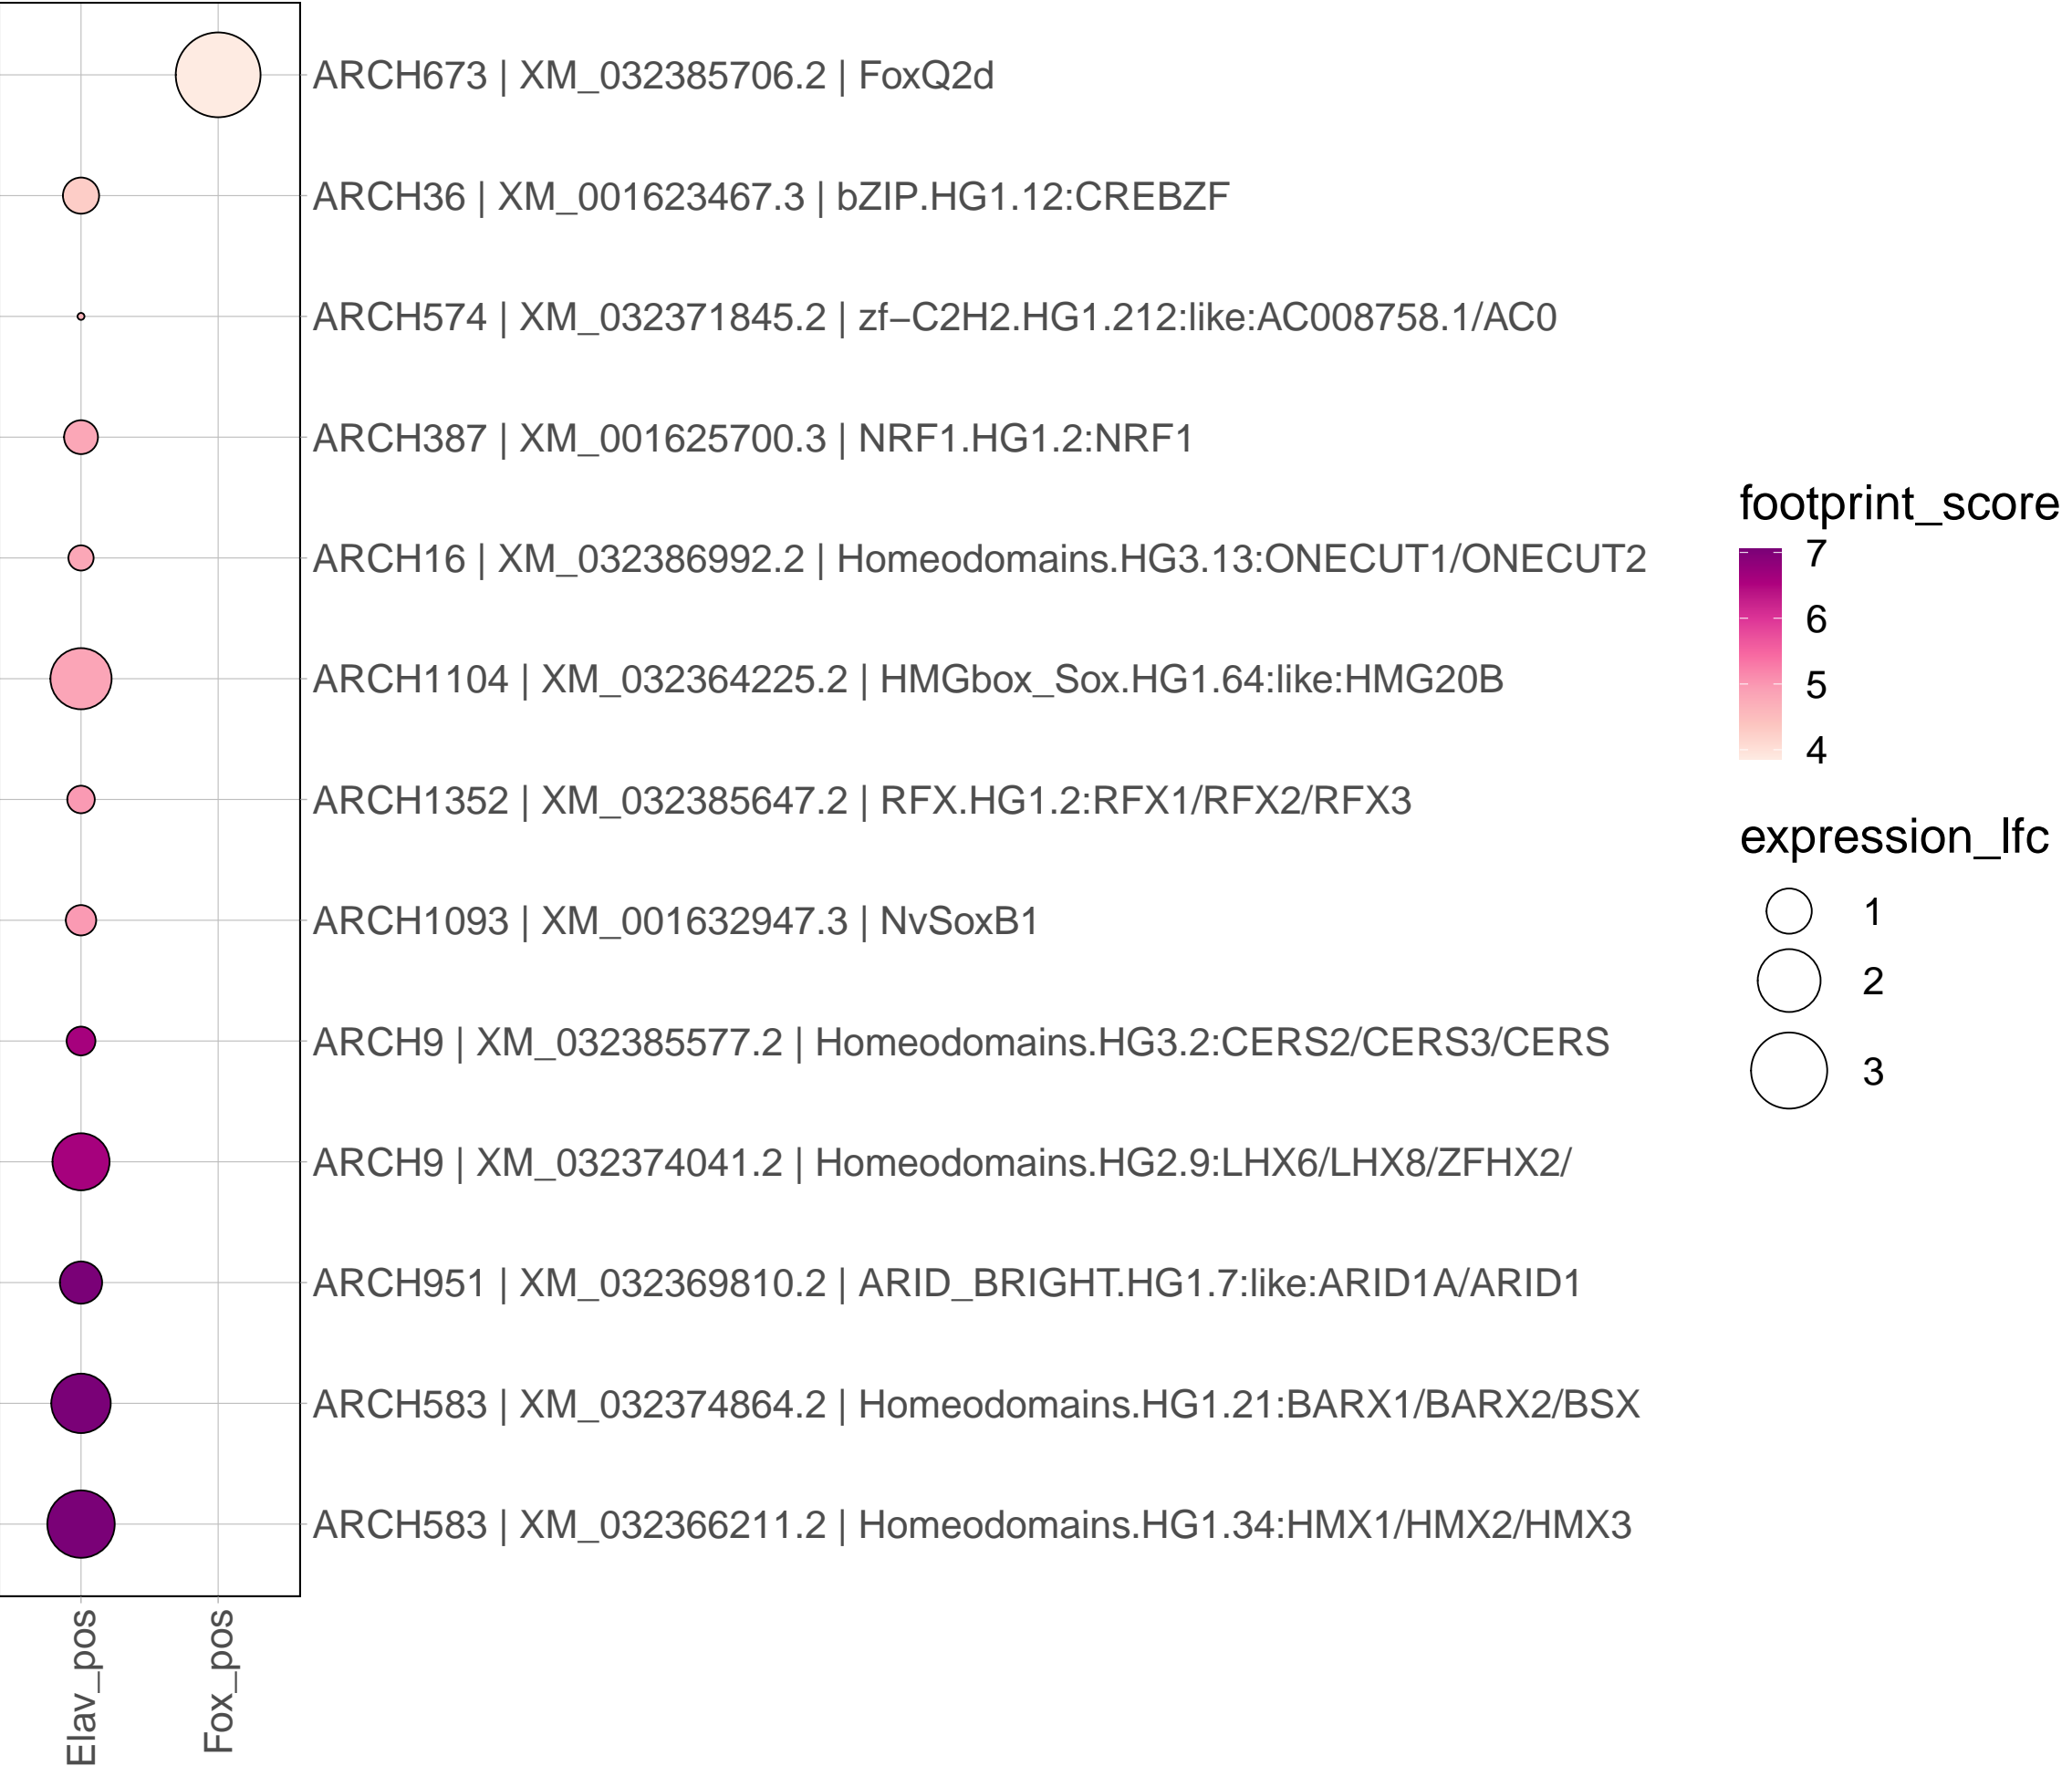 ARCH673 | XM_032385706.2 | FoxQ2d
ARCH36 | XM_001623467.3 | bZIP.HG1.12:CREBZF
ARCH574 | XM_032371845.2 | zf−C2H2.HG1.212:like:AC008758.1/AC0
ARCH387 | XM_001625700.3 | NRF1.HG1.2:NRF1
ARCH16 | XM_032386992.2 | Homeodomains.HG3.13:ONECUT1/ONECUT2
ARCH1104 | XM_032364225.2 | HMGbox_Sox.HG1.64:like:HMG20B
ARCH1352 | XM_032385647.2 | RFX.HG1.2:RFX1/RFX2/RFX3
ARCH1093 | XM_001632947.3 | NvSoxB1
ARCH9 | XM_032385577.2 | Homeodomains.HG3.2:CERS2/CERS3/CERS
ARCH9 | XM_032374041.2 | Homeodomains.HG2.9:LHX6/LHX8/ZFHX2/
ARCH951 | XM_032369810.2 | ARID_BRIGHT.HG1.7:like:ARID1A/ARID1
ARCH583 | XM_032374864.2 | Homeodomains.HG1.21:BARX1/BARX2/BSX
ARCH583 | XM_032366211.2 | Homeodomains.HG1.34:HMX1/HMX2/HMX3
Elav_pos
Fox_pos
footprint_score
7
6
5
4
expression_lfc
1
2
3